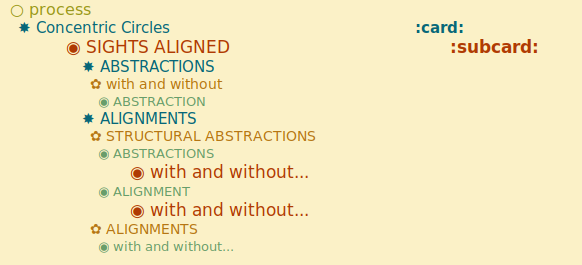 ○ process
✸ Concentric Circles :card:
◉ SIGHTS ALIGNED :subcard:
✸ ABSTRACTIONS
✿ with and without
◉ ABSTRACTION
✸ ALIGNMENTS
✿ STRUCTURAL ABSTRACTIONS
◉ ABSTRACTIONS
◉ with and without...
◉ ALIGNMENT
◉ with and without...
✿ ALIGNMENTS
◉ with and without...